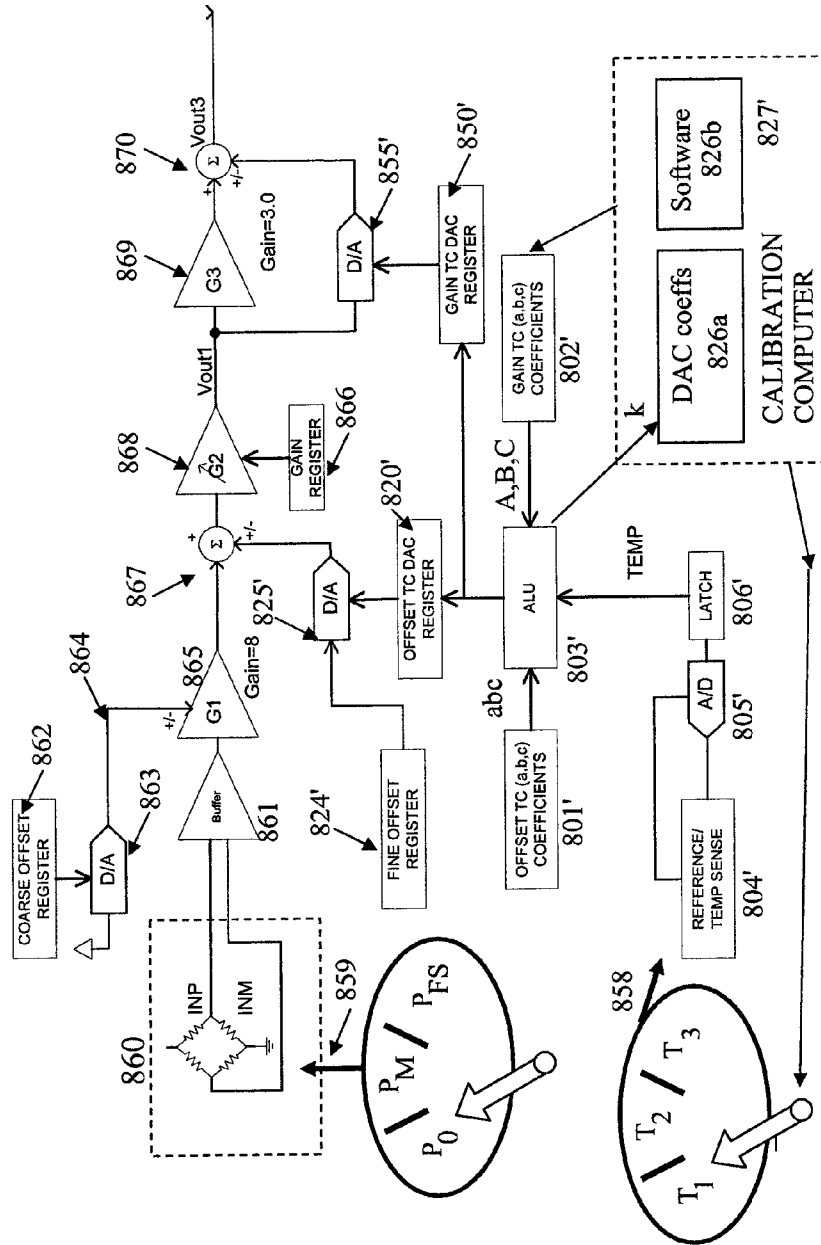 860
INP
INM
859
P0
PM
PFS
COARSE OFFSET
REGISTER
862
D/A
863
864
Buffer
861
+/-
G1
865
Gain=8
867
+
Σ
+/-
868
G2
GAIN
REGISTER
866
Vout1
869
G3
Gain=3.0
870
+
Σ
+/-
Vout3
D/A
855'
GAIN TC DAC
REGISTER
850'
FINE OFFSET
REGISTER
824'
D/A
825'
OFFSET TC DAC
REGISTER
820'
OFFSET TC (a,b,c)
COEFFICIENTS
801'
abc
ALU
803'
A,B,C
GAIN TC (a,b,c)
COEFFICIENTS
802'
TEMP
REFERENCE/
TEMP SENSE
804'
A/D
805'
LATCH
806'
858
T1
T2
T3
k
DAC coeffs
826a
Software
826b
CALIBRATION
COMPUTER
827'